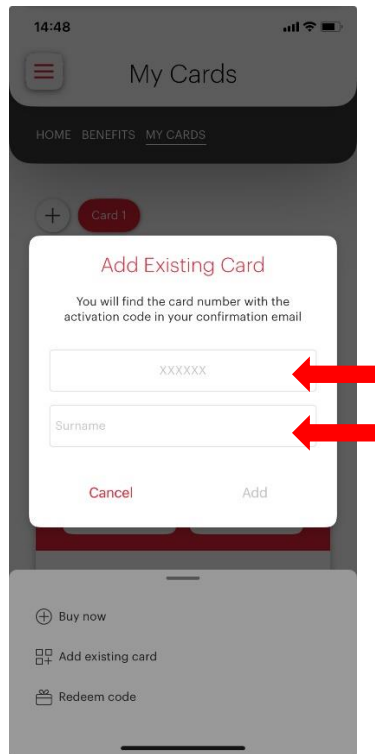 14:48
My Cards
HOME BENEFITS MY CARDS
Card 1
Add Existing Card
You will find the card number with the
activation code in your confirmation email
XXXXXX
Surname
Cancel Add
Buy now
Add existing card
Redeem code